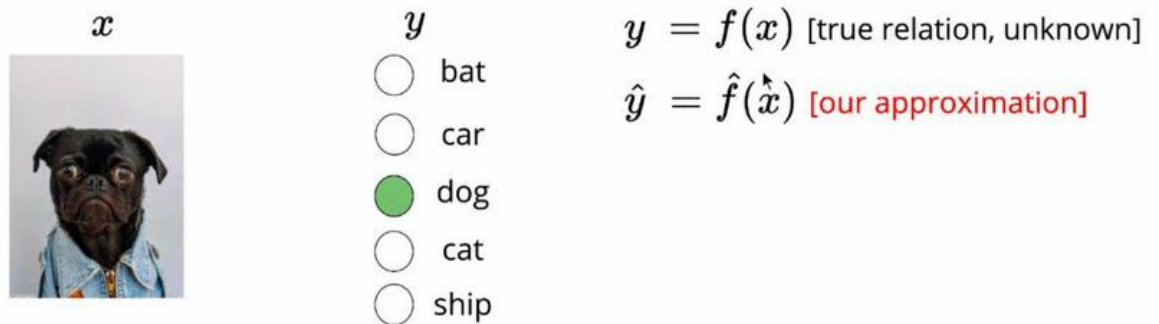 x
y
bat
car
dog
cat
ship
y = f(x) [true relation, unknown]
ŷ = f̂(x) [our approximation]